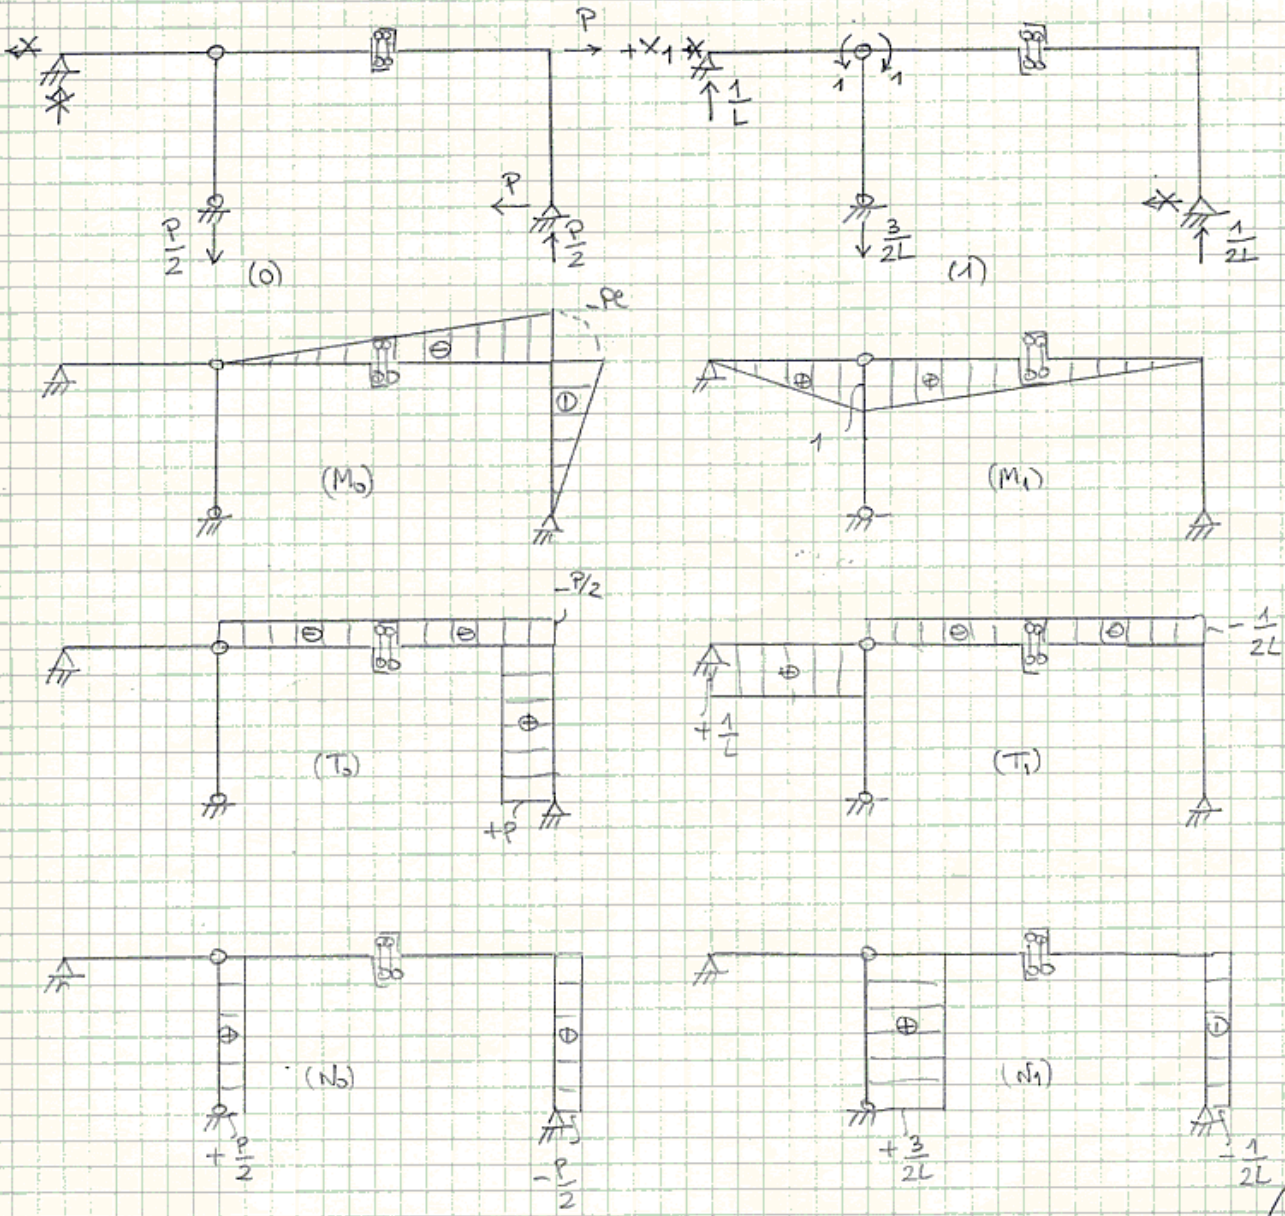 P
+X₁
1 1
1/L
P
P/2
P/2
3/2L
1/2L
(0)
(1)
-Pl
⊖
⊖
⊕ ⊕
1
(M₀)
(M₁)
-P/2
⊖ ⊖
⊖ ⊖
-1/2L
⊕
⊕
+1/L
(T₀)
(T₁)
+P
⊕
⊖
⊕
⊖
(N₀)
(N₁)
+P/2
-P/2
+3/2L
-1/2L